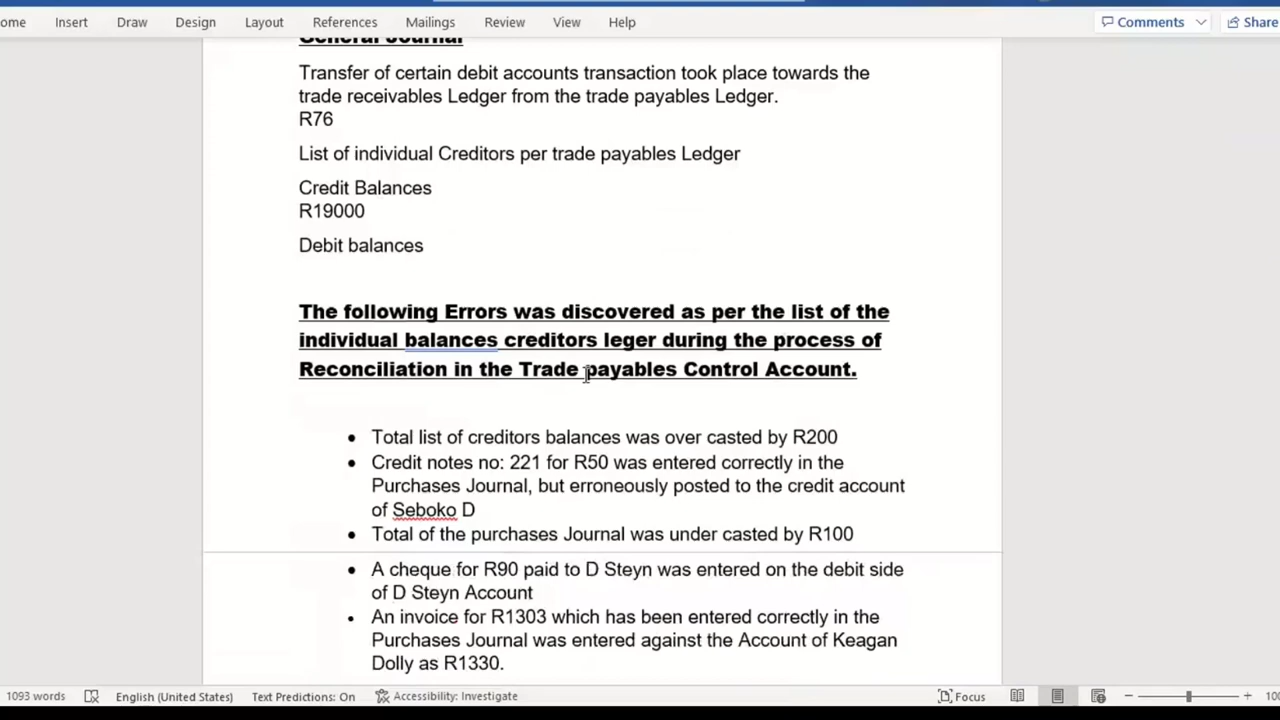 ome Insert Draw Design Layout References Mailings Review View Help Comments Share
General Journal
Transfer of certain debit accounts transaction took place towards the
trade receivables Ledger from the trade payables Ledger.
R76
List of individual Creditors per trade payables Ledger
Credit Balances
R19000
Debit balances
The following Errors was discovered as per the list of the
individual balances creditors leger during the process of
Reconciliation in the Trade payables Control Account.
• Total list of creditors balances was over casted by R200
• Credit notes no: 221 for R50 was entered correctly in the
Purchases Journal, but erroneously posted to the credit account
of Seboko D
• Total of the purchases Journal was under casted by R100
• A cheque for R90 paid to D Steyn was entered on the debit side
of D Steyn Account
• An invoice for R1303 which has been entered correctly in the
Purchases Journal was entered against the Account of Keagan
Dolly as R1330.
1093 words English (United States) Text Predictions: On Accessibility: Investigate Focus 100